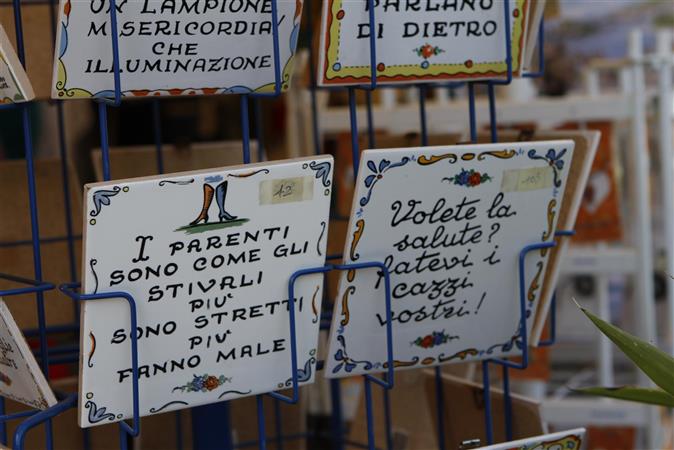 UN LAMPIONE
MISERICORDIA
CHE
ILLUMINAZIONE
PARLANO
DI DIETRO
I PARENTI
SONO COME GLI
STIVALI
PIU'
SONO STRETTI
PIU'
FANNO MALE
Volete la
salute?
fatevi i
cazzi
vostri!